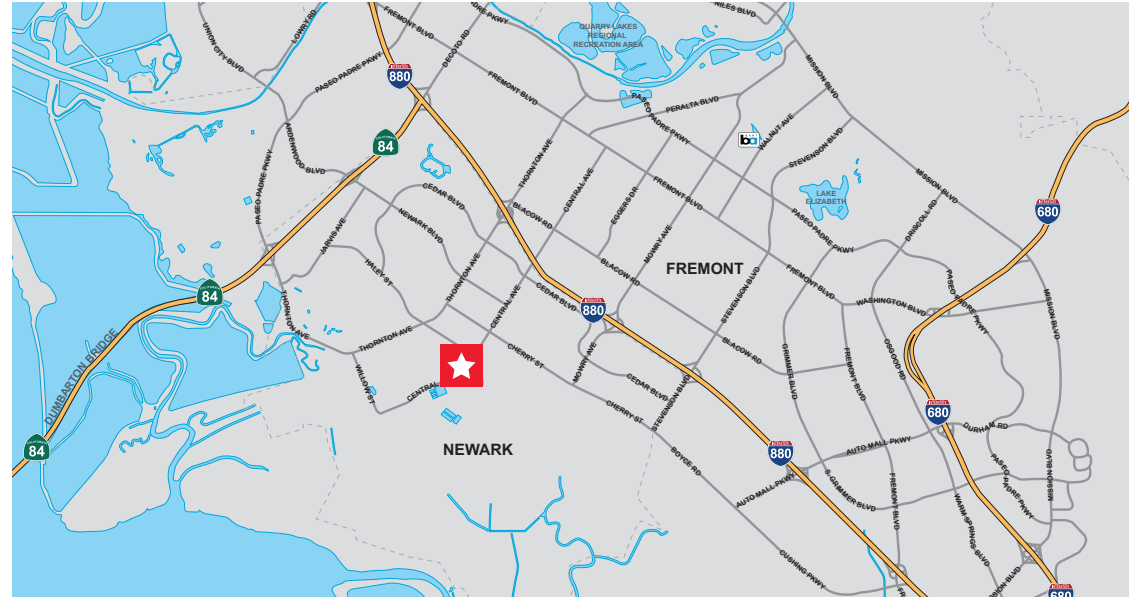 NILES BLVD
PASEO PADRE PKWY
FREMONT BLVD
LOWRY RD
UNION CITY BLVD
DECOTO RD
QUARRY LAKES
REGIONAL
RECREATION AREA
MISSION BLVD
PASEO PADRE PKWY
880
FREMONT BLVD
PASEO PADRE PKWY
PERALTA BLVD
WALNUT AVE
STEVENSON BLVD
84
ARDENWOOD BLVD
THORNTON AVE
CENTRAL AVE
EGGERS DR
MOWRY AVE
FREMONT BLVD
LAKE
ELIZABETH
MISSION BLVD
DRISCOLL RD
680
PASEO PADRE PKWY
PASEO PADRE PKWY
CEDAR BLVD
NEWARK BLVD
BLACOW RD
JARVIS AVE
HALEY ST
THORNTON AVE
CENTRAL AVE
BLACOW RD
FREMONT
FREMONT BLVD
STEVENSON BLVD
84
THORNTON AVE
CEDAR BLVD
880
WASHINGTON BLVD
PASEO PADRE PKWY
MISSION BLVD
DUMBARTON BRIDGE
THORNTON AVE
WILLOW ST
CENTRAL
CHERRY ST
MOWRY AVE
BLACOW RD
GRIMMER BLVD
FREMONT BLVD
OSGOOD RD
CEDAR BLVD
STEVENSON BLVD
CHERRY ST
680
DURHAM RD
84
NEWARK
BOYCE RD
880
AUTO MALL PKWY
AUTO MALL PKWY
S GRIMMER BLVD
FREMONT BLVD
WARM SPRINGS BLVD
PASEO PADRE PKWY
MISSION BLVD
CUSHING PKWY
680